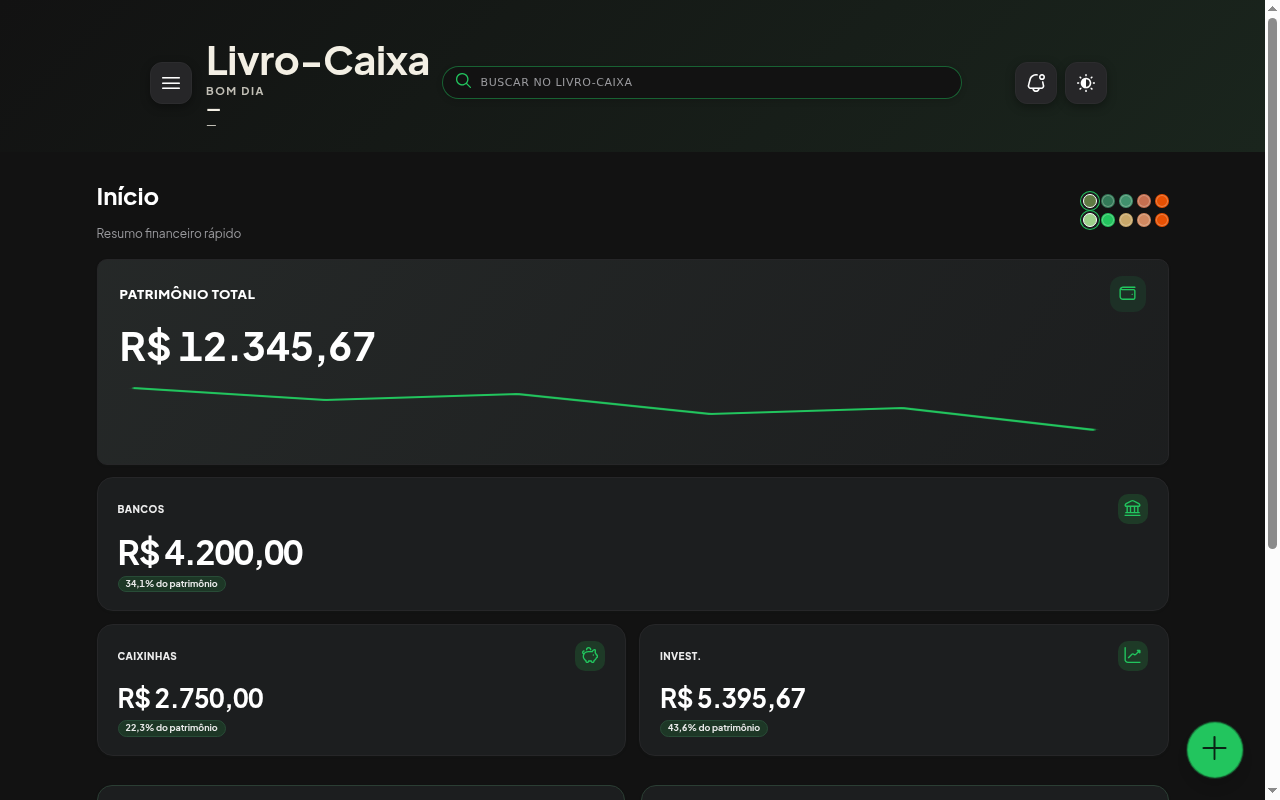 Livro-Caixa
BOM DIA
—
—
BUSCAR NO LIVRO-CAIXA
Início
Resumo financeiro rápido
PATRIMÔNIO TOTAL
R$ 12.345,67
BANCOS
R$ 4.200,00
34,1% do patrimônio
CAIXINHAS
R$ 2.750,00
22,3% do patrimônio
INVEST.
R$ 5.395,67
43,6% do patrimônio